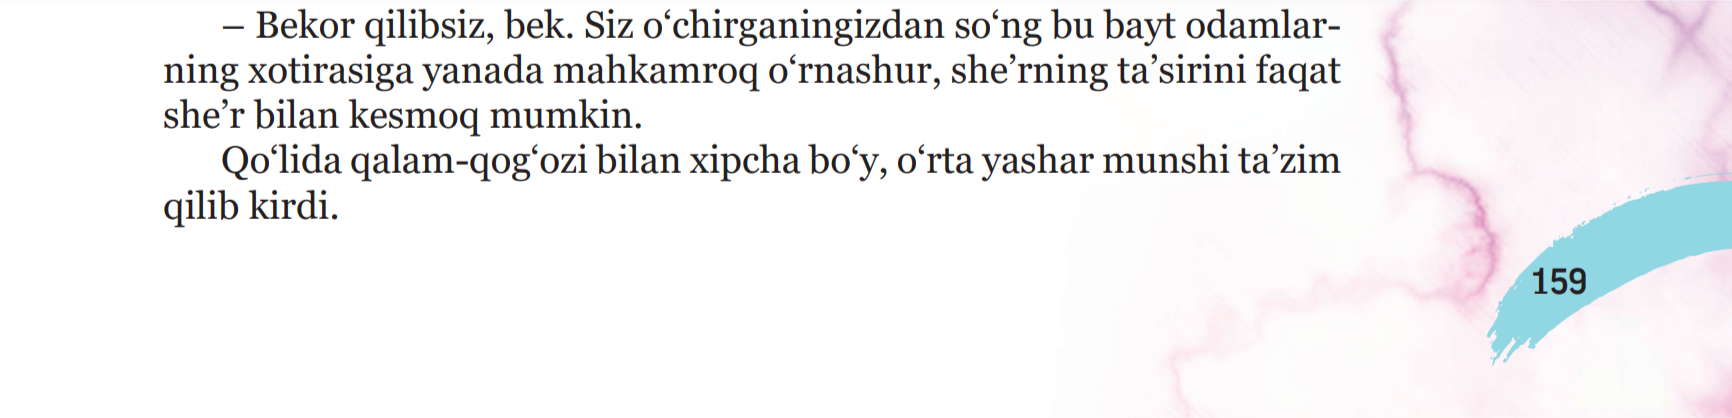 – Bekor qilibsiz, bek. Siz o‘chirganingizdan so‘ng bu bayt odamlar-
ning xotirasiga yanada mahkamroq o‘rnashur, she’rning ta’sirini faqat
she’r bilan kesmoq mumkin.
Qo‘lida qalam-qog‘ozi bilan xipcha bo‘y, o‘rta yashar munshi ta’zim
qilib kirdi.
159